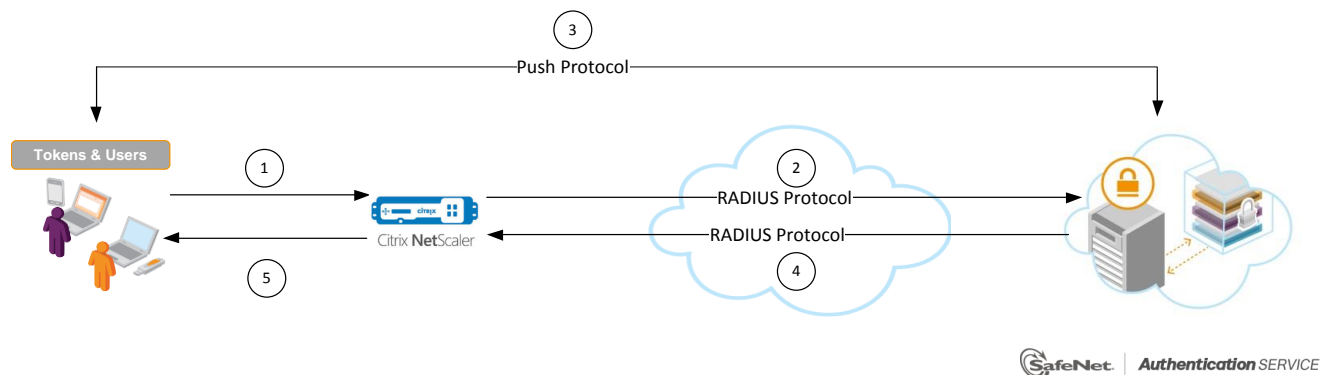 3
Push Protocol
Tokens & Users
1
2
RADIUS Protocol
citrix
Citrix NetScaler
RADIUS Protocol
5
4
SafeNet. Authentication SERVICE